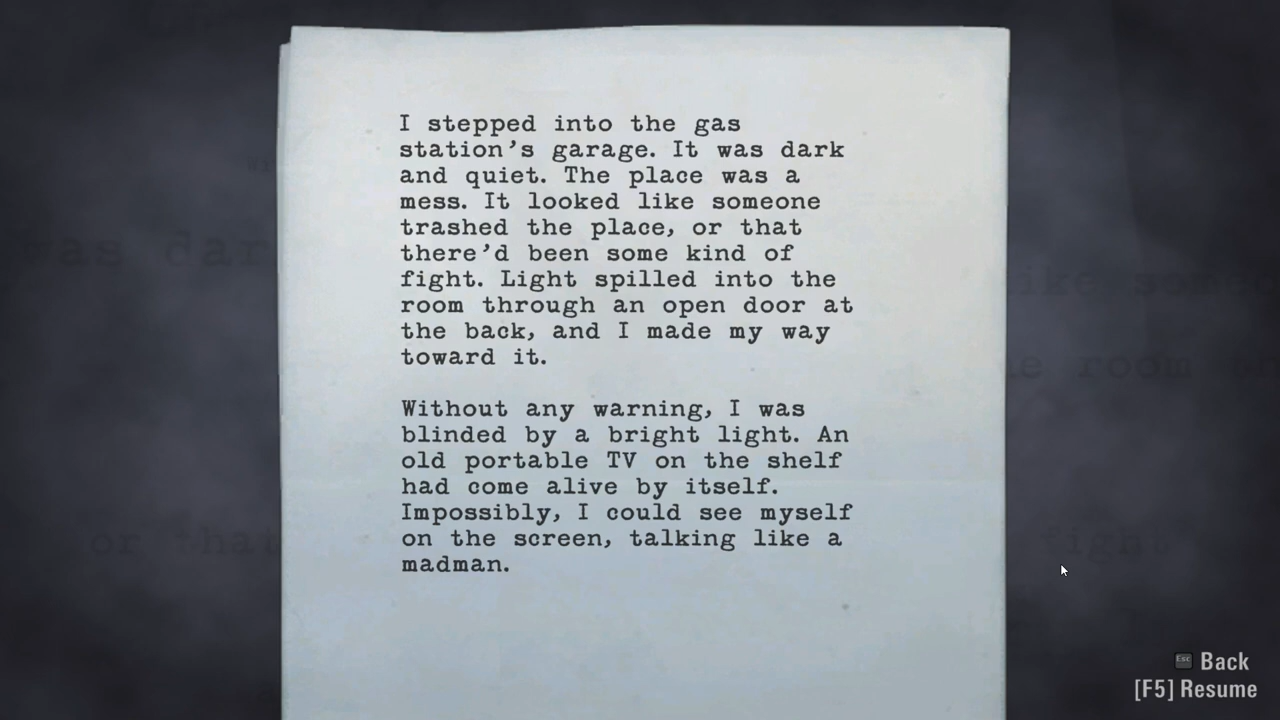 I stepped into the gas
station’s garage. It was dark
and quiet. The place was a
mess. It looked like someone
trashed the place, or that
there’d been some kind of
fight. Light spilled into the
room through an open door at
the back, and I made my way
toward it.
Without any warning, I was
blinded by a bright light. An
old portable TV on the shelf
had come alive by itself.
Impossibly, I could see myself
on the screen, talking like a
madman.
Esc Back
[F5] Resume